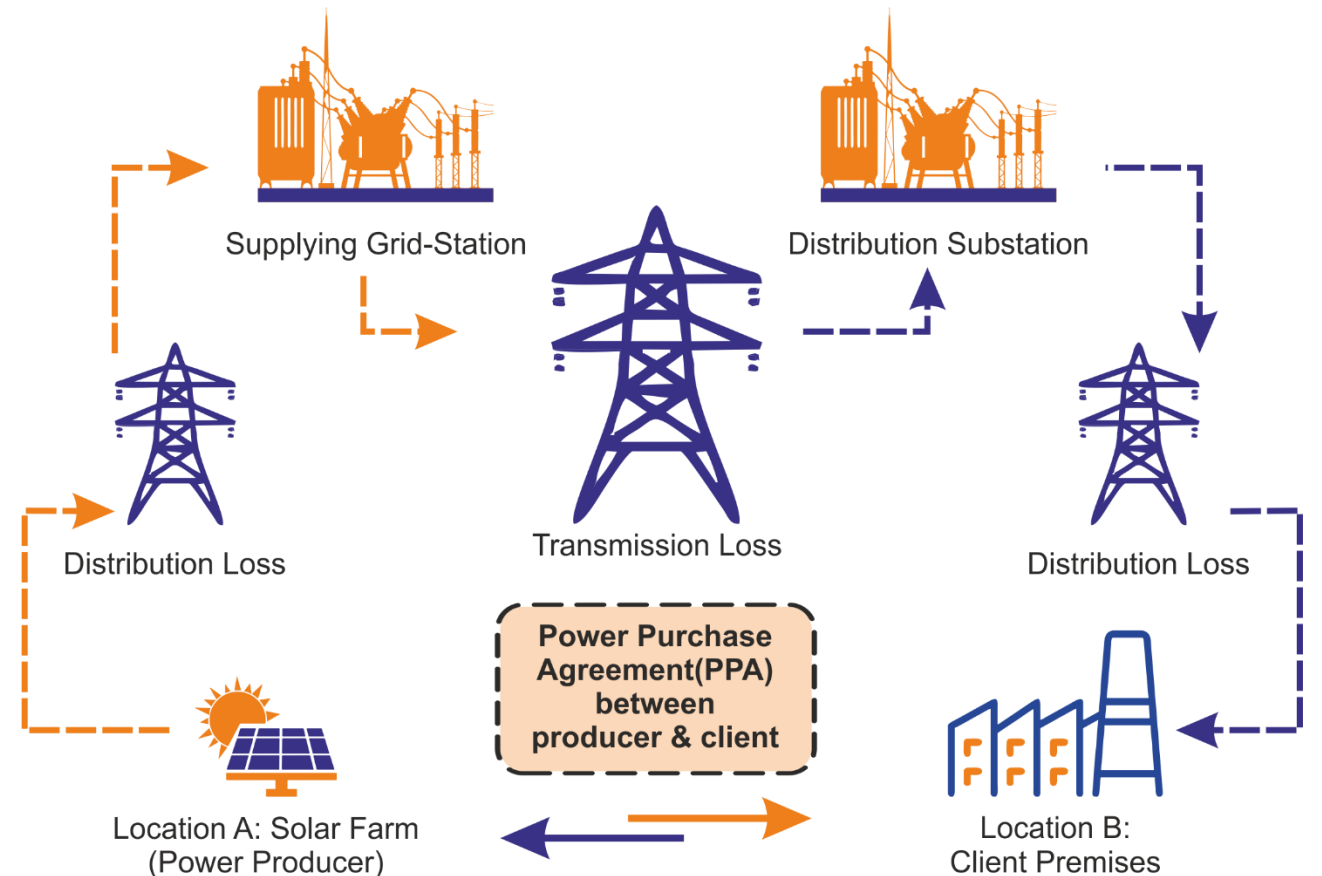 Supplying Grid-Station
Distribution Substation
Distribution Loss
Transmission Loss
Distribution Loss
Power Purchase
Agreement(PPA)
between
producer & client
Location A: Solar Farm
(Power Producer)
Location B:
Client Premises